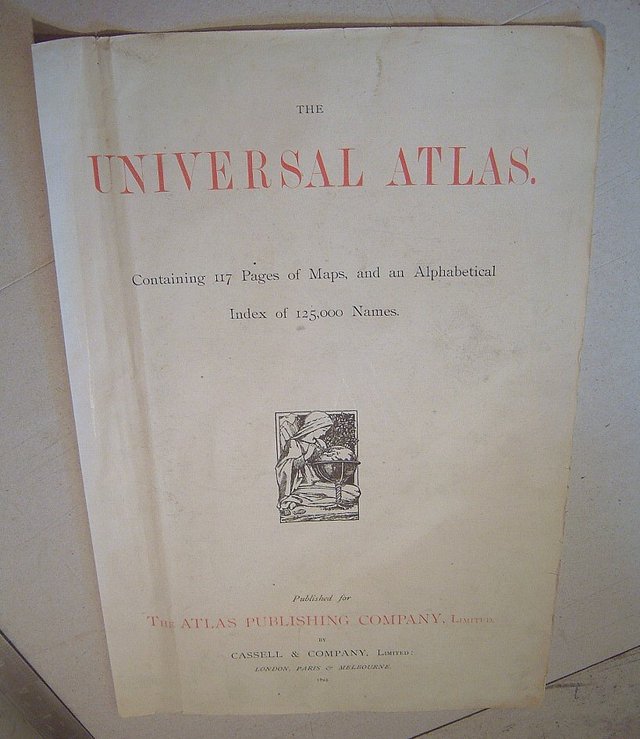 THE
UNIVERSAL ATLAS.
Containing 117 Pages of Maps, and an Alphabetical
Index of 125,000 Names.
Published for
THE ATLAS PUBLISHING COMPANY, LIMITED,
BY
CASSELL & COMPANY, LIMITED:
LONDON, PARIS & MELBOURNE.